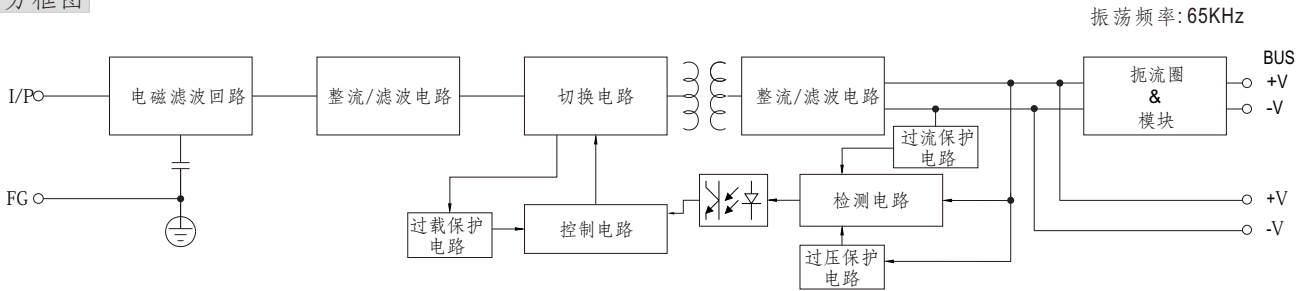 方框图
振荡频率: 65KHz
I/P
电磁滤波回路
整流/滤波电路
切换电路
整流/滤波电路
扼流圈
&
模块
BUS
+V
-V
过流保护
电路
FG
过载保护
电路
控制电路
检测电路
+V
-V
过压保护
电路